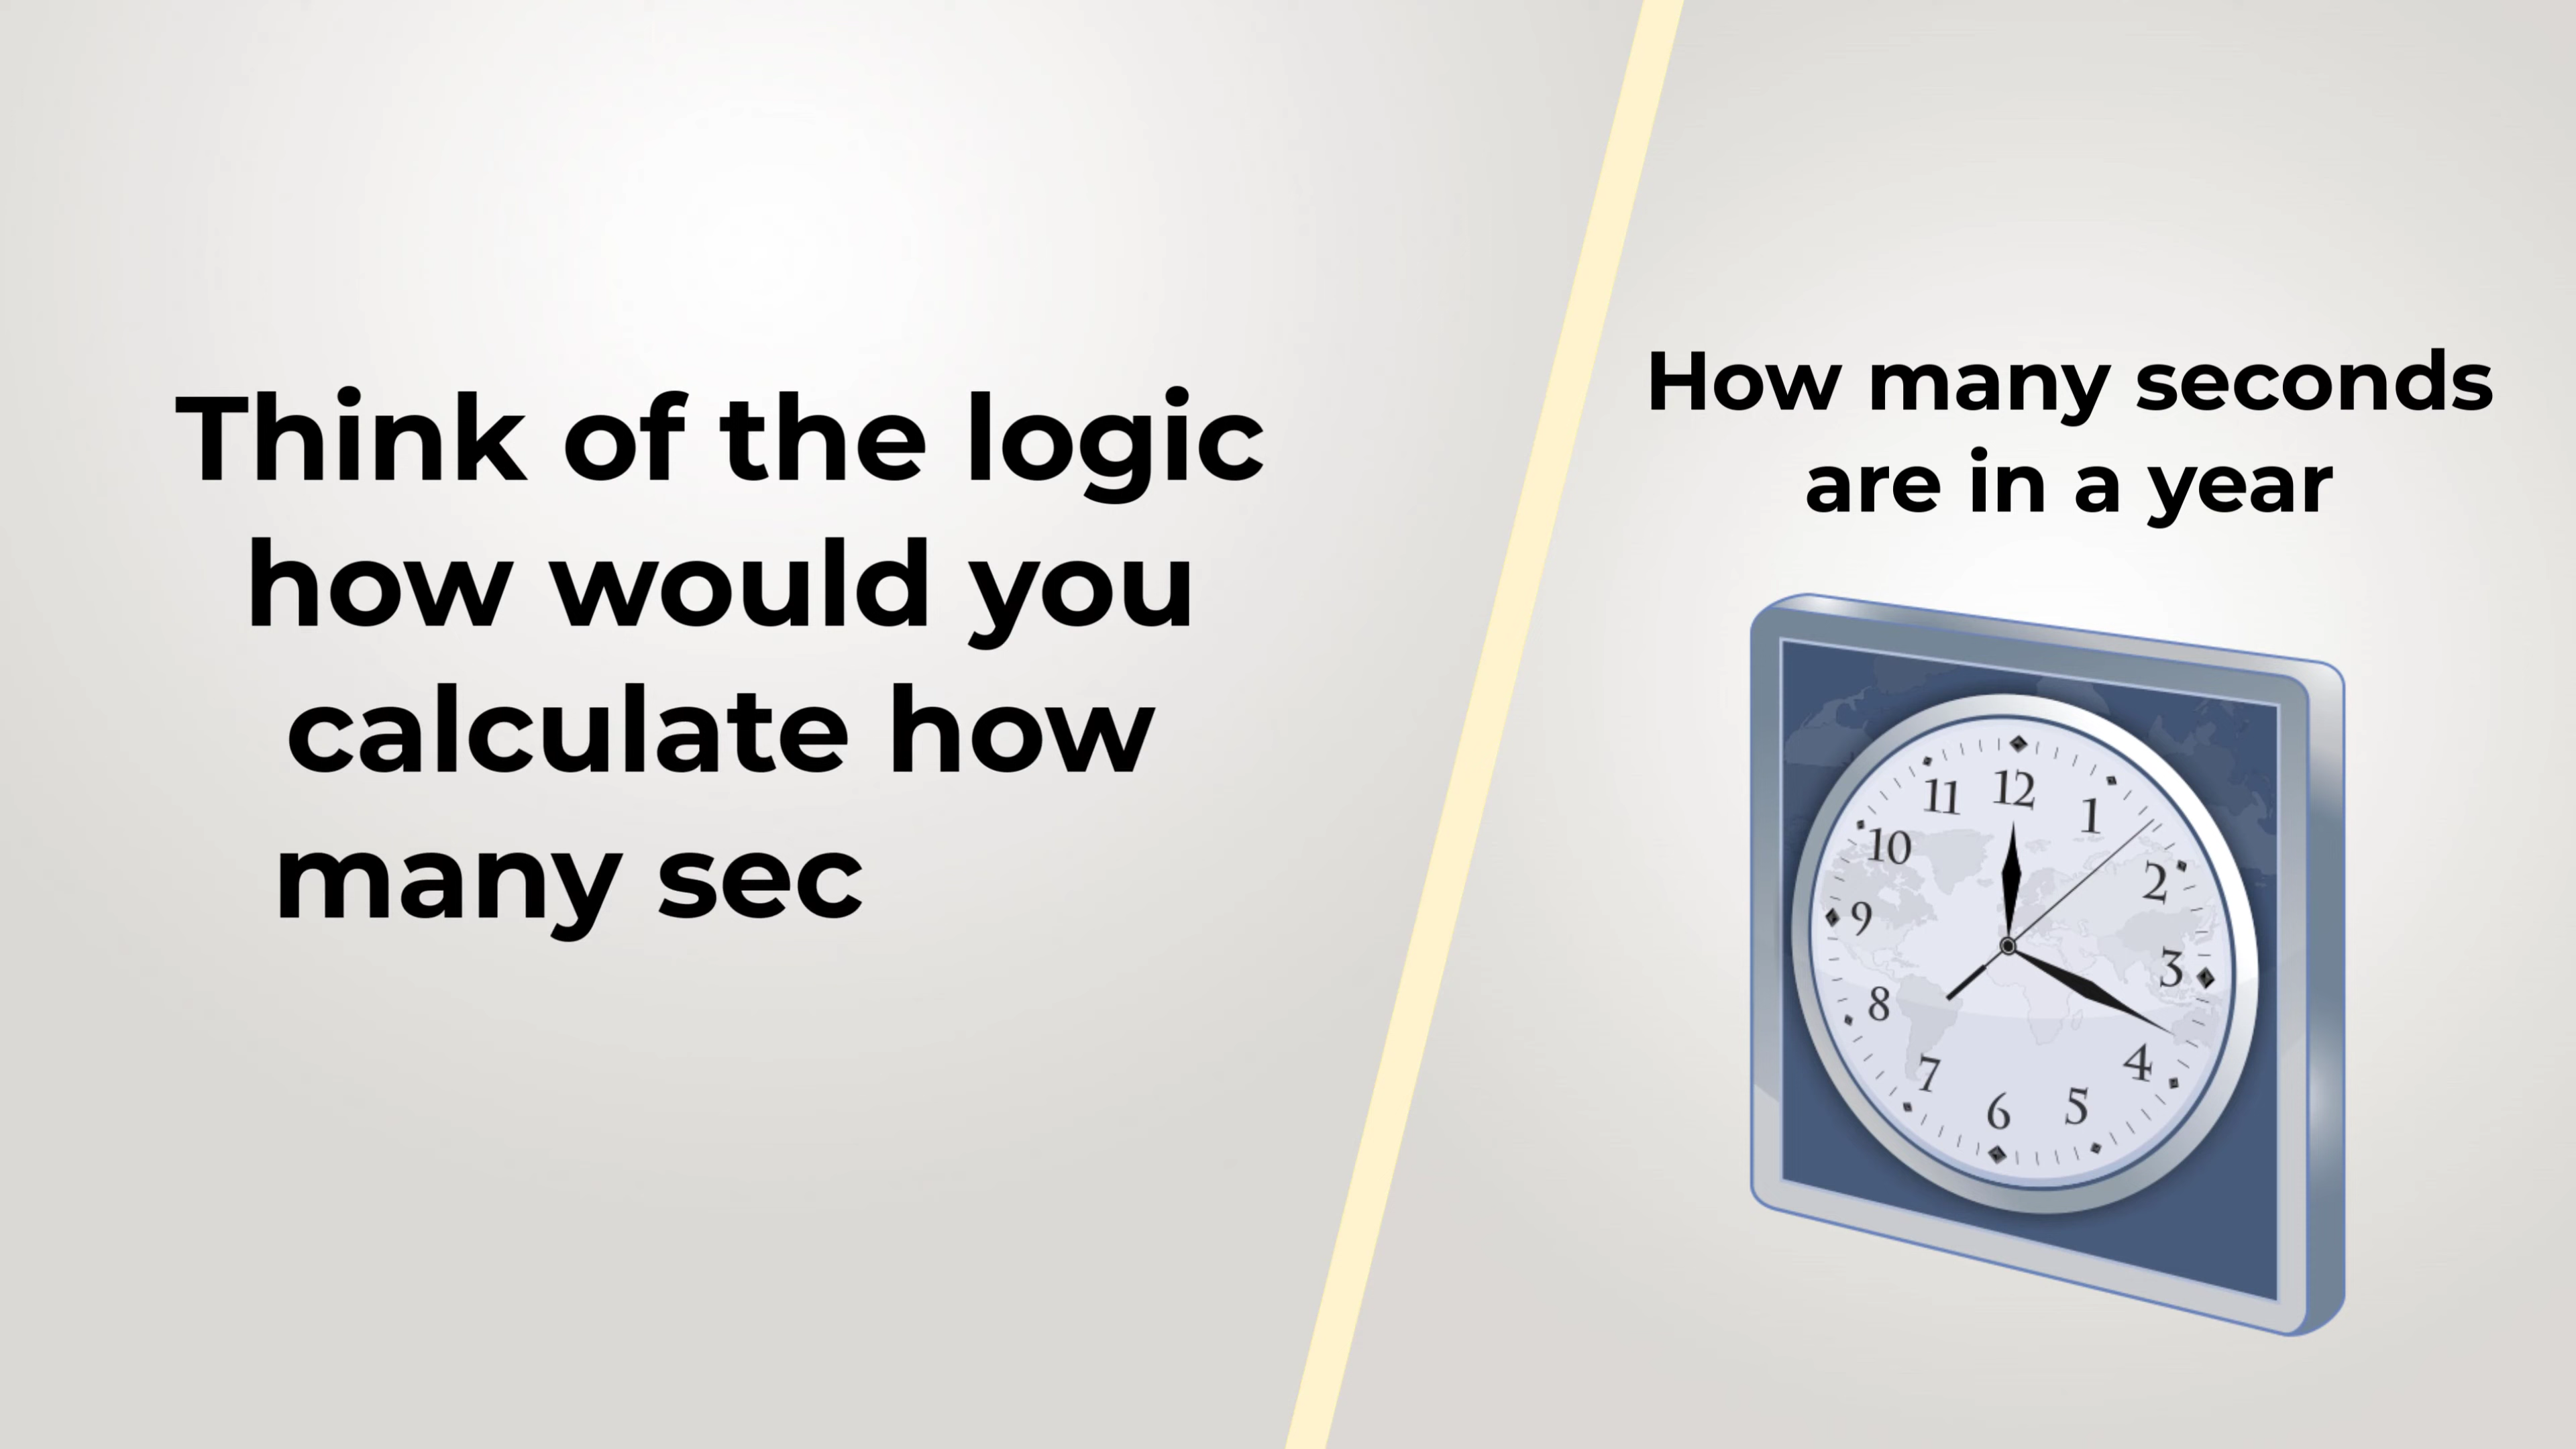 Think of the logic
how would you
calculate how
many sec
How many seconds
are in a year
12
1
2
3
4
5
6
7
8
9
10
11